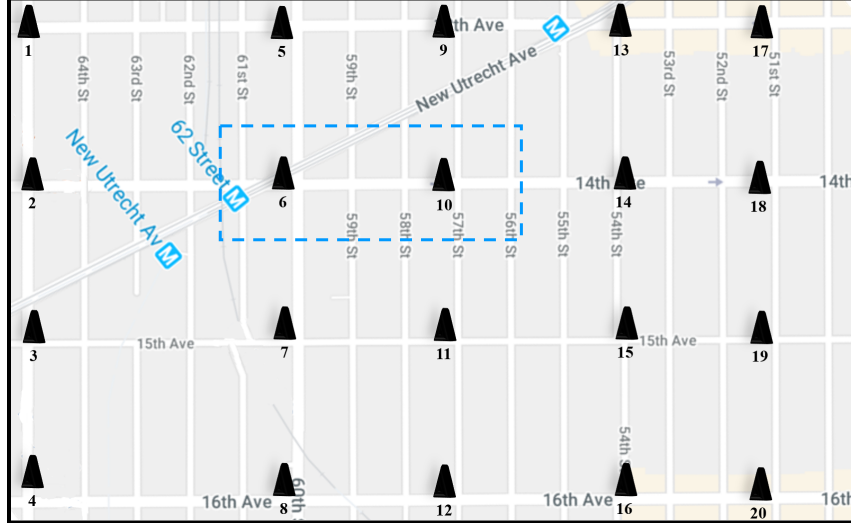 th Ave
New Utrecht Ave
M
1
5
9
13
17
64th St
63rd St
62nd St
61st St
59th St
53rd St
52nd St
51st St
New Utrecht Av
M
62 Street
M
14th
e
14t
2
6
10
14
18
59th St
58th St
57th St
56th St
55th St
54th St
15th Ave
15th Ave
3
7
11
15
19
54th S
60th S
16th Ave
16th Ave
16t
4
8
12
16
20